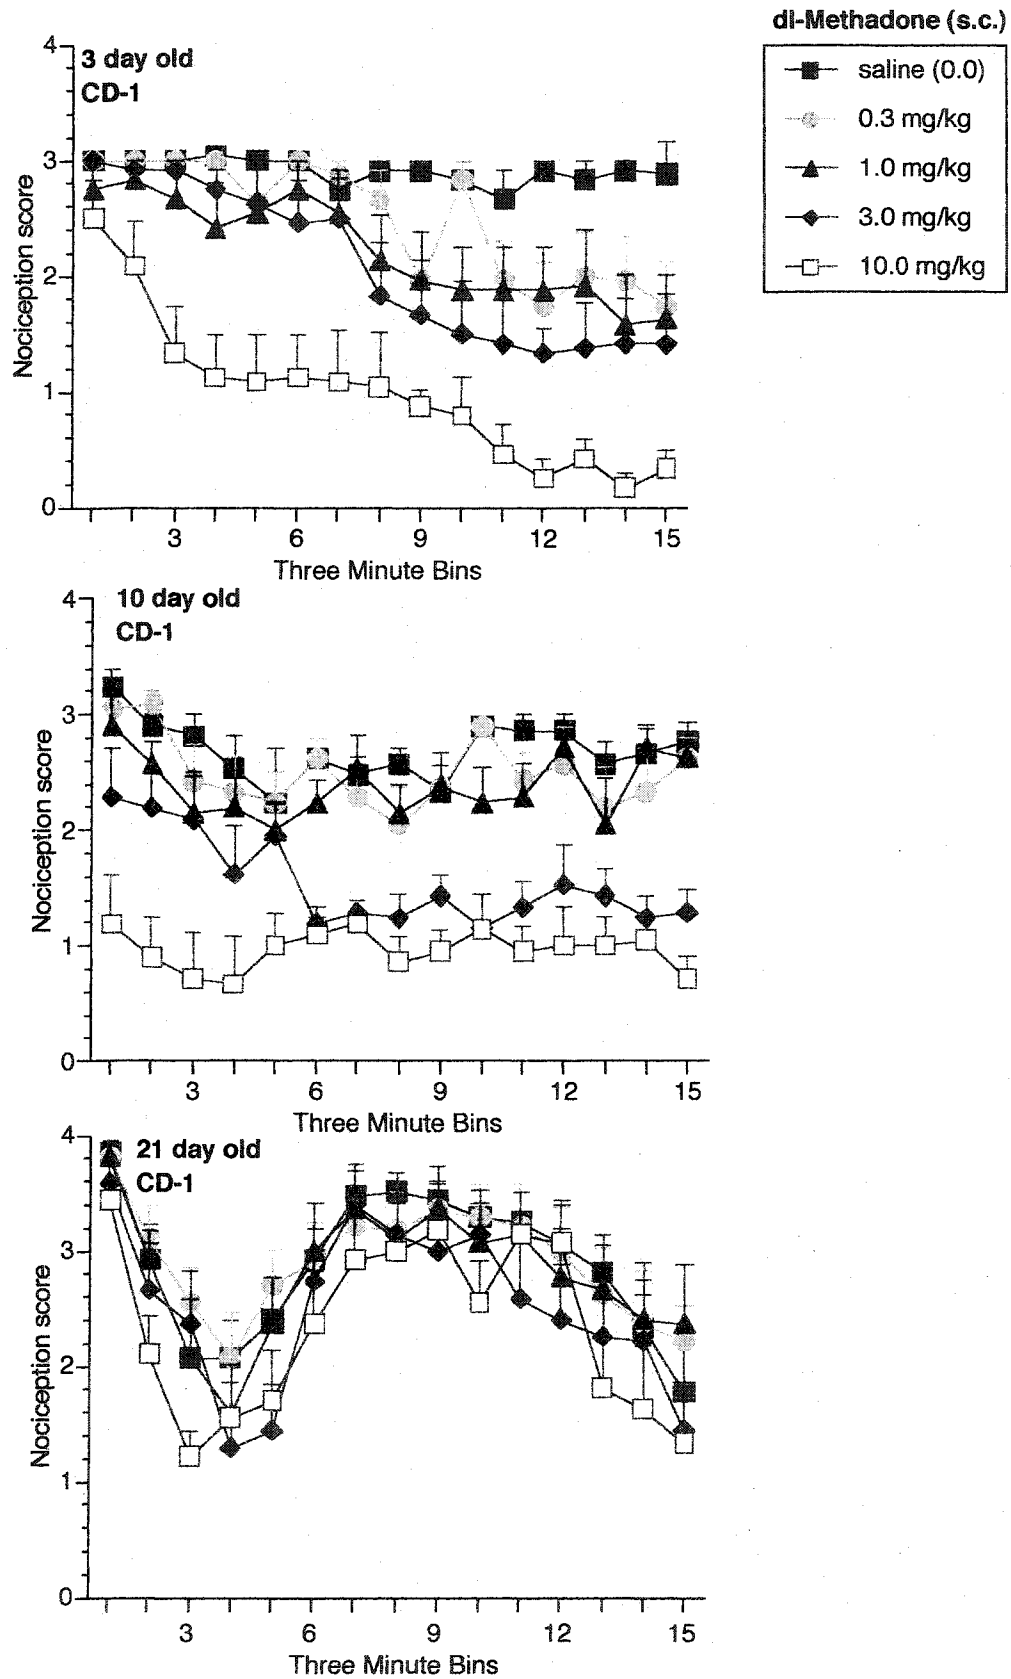 dl-Methadone (s.c.)
saline (0.0)
0.3 mg/kg
1.0 mg/kg
3.0 mg/kg
10.0 mg/kg
3 day old
CD-1
Nociception score
4
3
2
1
0
3 6 9 12 15
Three Minute Bins
10 day old
CD-1
Nociception score
4
3
2
1
0
3 6 9 12 15
Three Minute Bins
21 day old
CD-1
Nociception score
4
3
2
1
0
3 6 9 12 15
Three Minute Bins